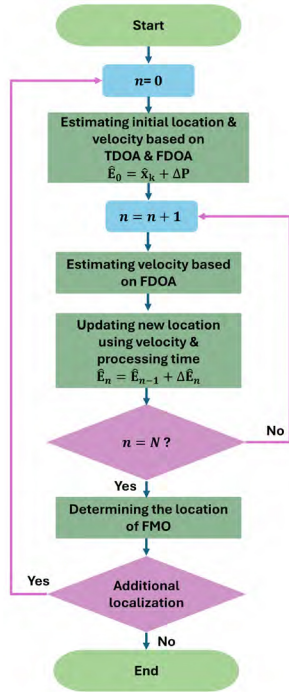 Start
n= 0
Estimating initial location &
velocity based on
TDOA & FDOA
Ê₀ = x̂ₖ + ΔP
n = n + 1
Estimating velocity based
on FDOA
Updating new location
using velocity &
processing time
Êₙ = Êₙ₋₁ + ΔÊₙ
n = N ?
No
Yes
Determining the location
of FMO
Yes
Additional
localization
No
End